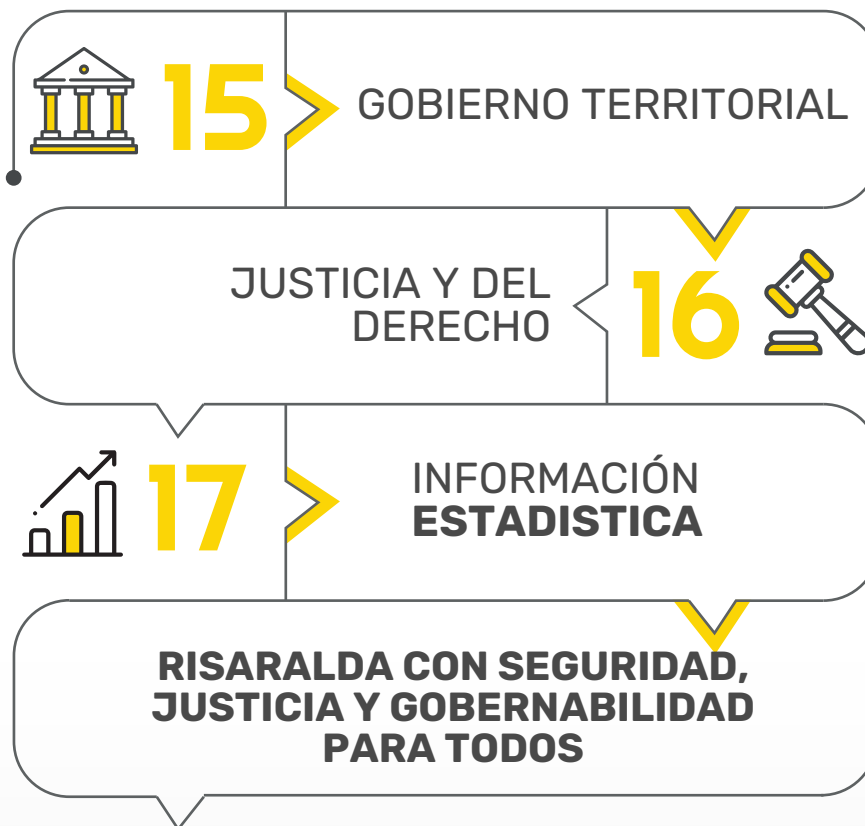 15
GOBIERNO TERRITORIAL
JUSTICIA Y DEL
DERECHO
16
17
INFORMACIÓN
ESTADISTICA
RISARALDA CON SEGURIDAD,
JUSTICIA Y GOBERNABILIDAD
PARA TODOS